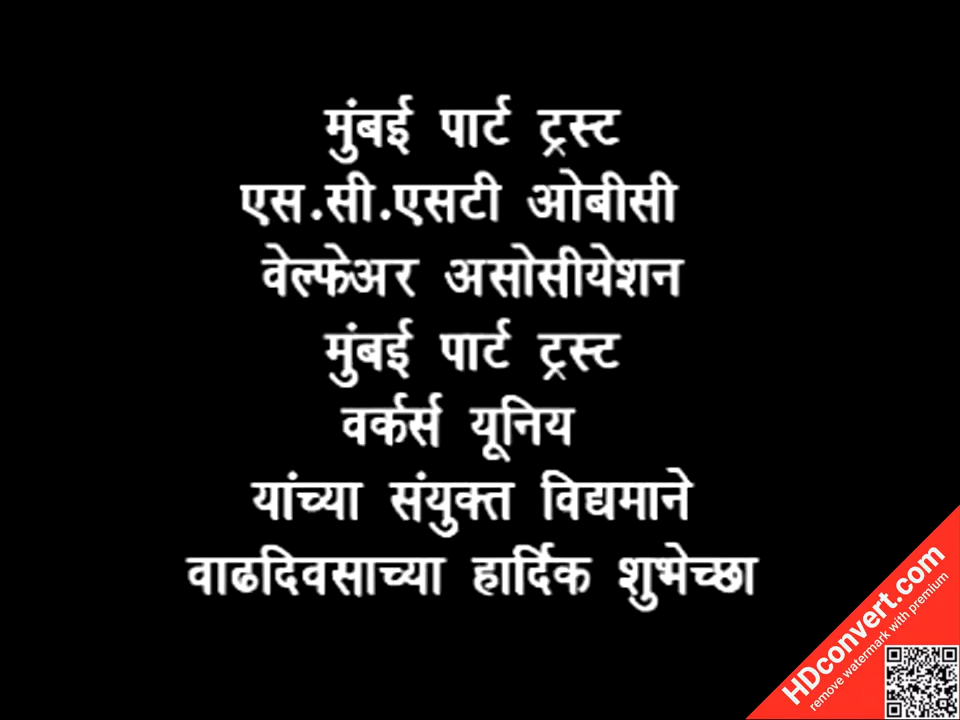 मुंबई पार्ट ट्रस्ट
एस.सी.एसटी ओबीसी
वेल्फेअर असोसीयेशन
मुंबई पार्ट ट्रस्ट
वर्कर्स यूनिय
यांच्या संयुक्त विद्यमाने
वाढदिवसाच्या हार्दिक शुभेच्छा
HDconvert.com
remove watermark with premium